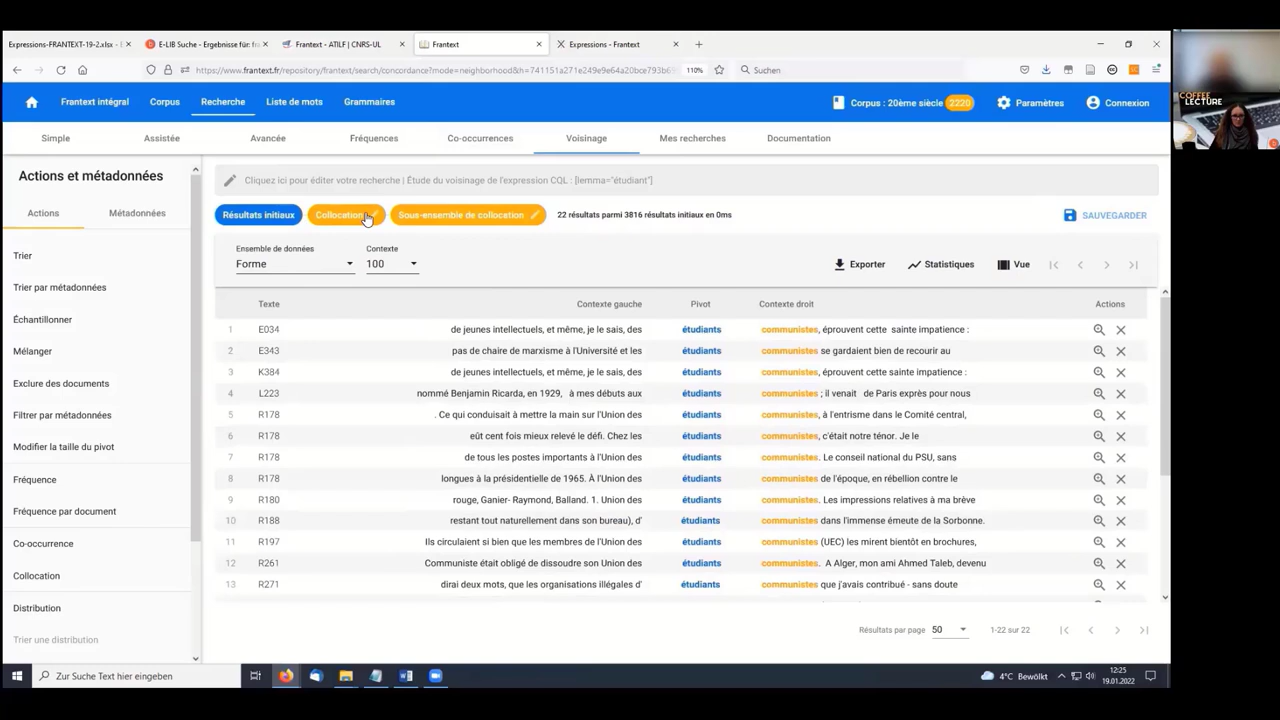 Expressions-FRANTEXT-19-2.xlsx - E
E-LIB Suche - Ergebnisse für: fra
Frantext - ATILF | CNRS-UL
Frantext
Expressions - Frantext
https://www.frantext.fr/repository/frantext/search/concordance?mode=neighborhood&h=741151a271e249e9e64a20bce793b6
110%
Suchen
Frantext intégral
Corpus
Recherche
Liste de mots
Grammaires
Corpus : 20ème siècle 2220
Paramètres
Connexion
COFFEE
LECTURE
Simple
Assistée
Avancée
Fréquences
Co-occurrences
Voisinage
Mes recherches
Documentation
Actions et métadonnées
Actions
Métadonnées
Trier
Trier par métadonnées
Échantillonner
Mélanger
Exclure des documents
Filtrer par métadonnées
Modifier la taille du pivot
Fréquence
Fréquence par document
Co-occurrence
Collocation
Distribution
Trier une distribution
Cliquez ici pour éditer votre recherche | Étude du voisinage de l'expression CQL : [lemma="étudiant"]
Résultats initiaux
Collocation
Sous-ensemble de collocation
22 résultats parmi 3816 résultats initiaux en 0ms
SAUVEGARDER
Ensemble de données
Forme
Contexte
100
Exporter
Statistiques
Vue
Texte Contexte gauche Pivot Contexte droit Actions
1 E034 de jeunes intellectuels, et même, je le sais, des étudiants communistes, éprouvent cette sainte impatience :
2 E343 pas de chaire de marxisme à l'Université et les étudiants communistes se gardaient bien de recourir au
3 K384 de jeunes intellectuels, et même, je le sais, des étudiants communistes, éprouvent cette sainte impatience :
4 L223 nommé Benjamin Ricarda, en 1929, à mes débuts aux étudiants communistes ; il venait de Paris exprès pour nous
5 R178 . Ce qui conduisait à mettre la main sur l'Union des étudiants communistes, à l'entrisme dans le Comité central,
6 R178 eût cent fois mieux relevé le défi. Chez les étudiants communistes, c'était notre ténor. Je le
7 R178 de tous les postes importants à l'Union des étudiants communistes. Le conseil national du PSU, sans
8 R178 longues à la présidentielle de 1965. À l'Union des étudiants communistes de l'époque, en rébellion contre le
9 R180 rouge, Ganier- Raymond, Balland. 1. Union des étudiants communistes. Les impressions relatives à ma brève
10 R188 restant tout naturellement dans son bureau), d' étudiants communistes dans l'immense émeute de la Sorbonne.
11 R197 Ils circulaient si bien que les membres de l'Union des étudiants communistes (UEC) les mirent bientôt en brochures,
12 R261 Communiste était obligé de dissoudre son Union des étudiants communistes. A Alger, mon ami Ahmed Taleb, devenu
13 R271 dirai deux mots, que les organisations illégales d' étudiants communistes que j'avais contribué - sans doute
Résultats par page 50 1-22 sur 22
Zur Suche Text hier eingeben
4°C Bewölkt
12:25
19.01.2022